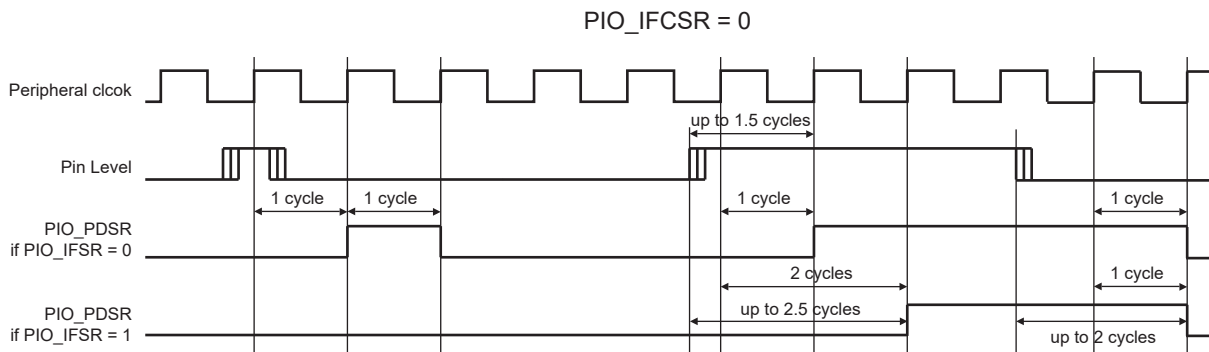 PIO_IFCSR = 0
Peripheral clcok
up to 1.5 cycles
Pin Level
1 cycle
1 cycle
1 cycle
1 cycle
PIO_PDSR
if PIO_IFSR = 0
2 cycles
1 cycle
PIO_PDSR
if PIO_IFSR = 1
up to 2.5 cycles
up to 2 cycles